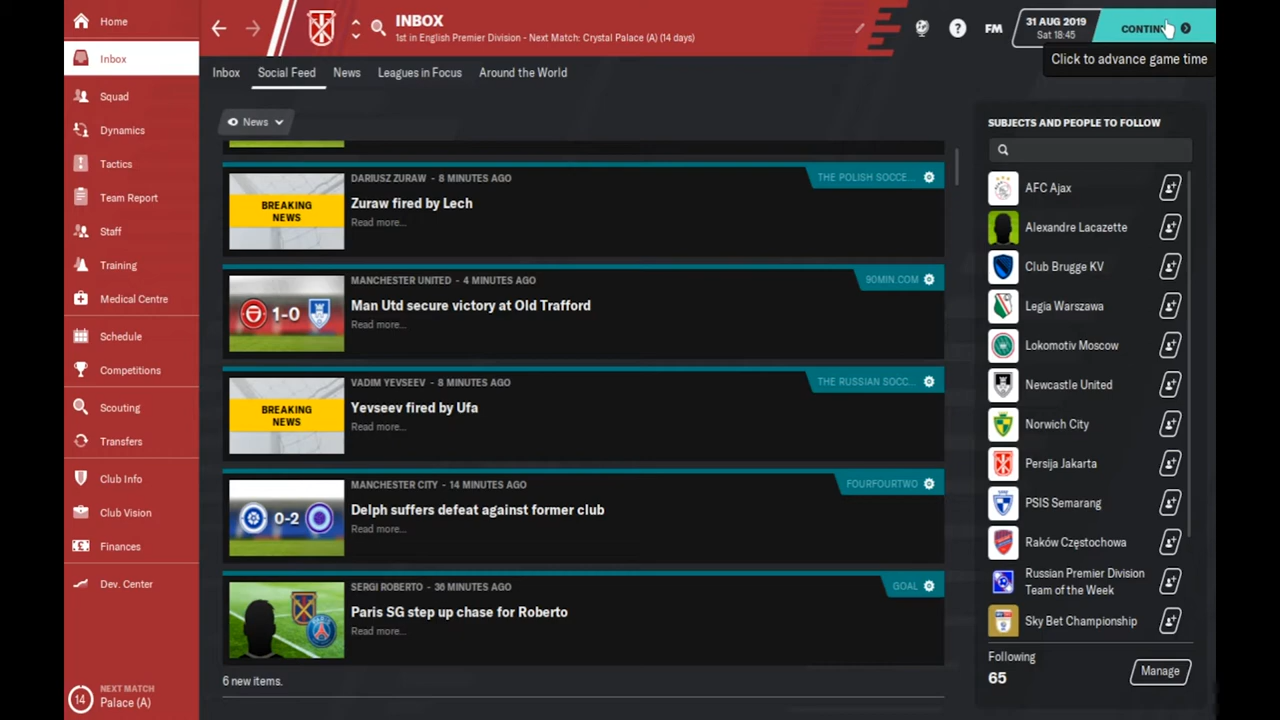 Home
Inbox
Squad
Dynamics
Tactics
Team Report
Staff
Training
Medical Centre
Schedule
Competitions
Scouting
Transfers
Club Info
Club Vision
Finances
Dev. Center
14
NEXT MATCH
Palace (A)
INBOX
1st in English Premier Division - Next Match: Crystal Palace (A) (14 days)
?
FM
31 AUG 2019
Sat 18:45
CONTIN
Click to advance game time
Inbox
Social Feed
News
Leagues in Focus
Around the World
News
DARIUSZ ZURAW - 8 MINUTES AGO
THE POLISH SOCCE...
BREAKING
NEWS
Zuraw fired by Lech
Read more...
MANCHESTER UNITED - 4 MINUTES AGO
90MIN.COM
1-0
Man Utd secure victory at Old Trafford
Read more...
VADIM YEVSEEV - 8 MINUTES AGO
THE RUSSIAN SOCC...
BREAKING
NEWS
Yevseev fired by Ufa
Read more...
MANCHESTER CITY - 14 MINUTES AGO
FOURFOURTWO
0-2
Delph suffers defeat against former club
Read more...
SERGI ROBERTO - 36 MINUTES AGO
GOAL
Paris SG step up chase for Roberto
Read more...
6 new items.
SUBJECTS AND PEOPLE TO FOLLOW
AFC Ajax
Alexandre Lacazette
Club Brugge KV
Legia Warszawa
Lokomotiv Moscow
Newcastle United
Norwich City
Persija Jakarta
PSIS Semarang
Raków Częstochowa
Russian Premier Division
Team of the Week
Sky Bet Championship
Following
65
Manage